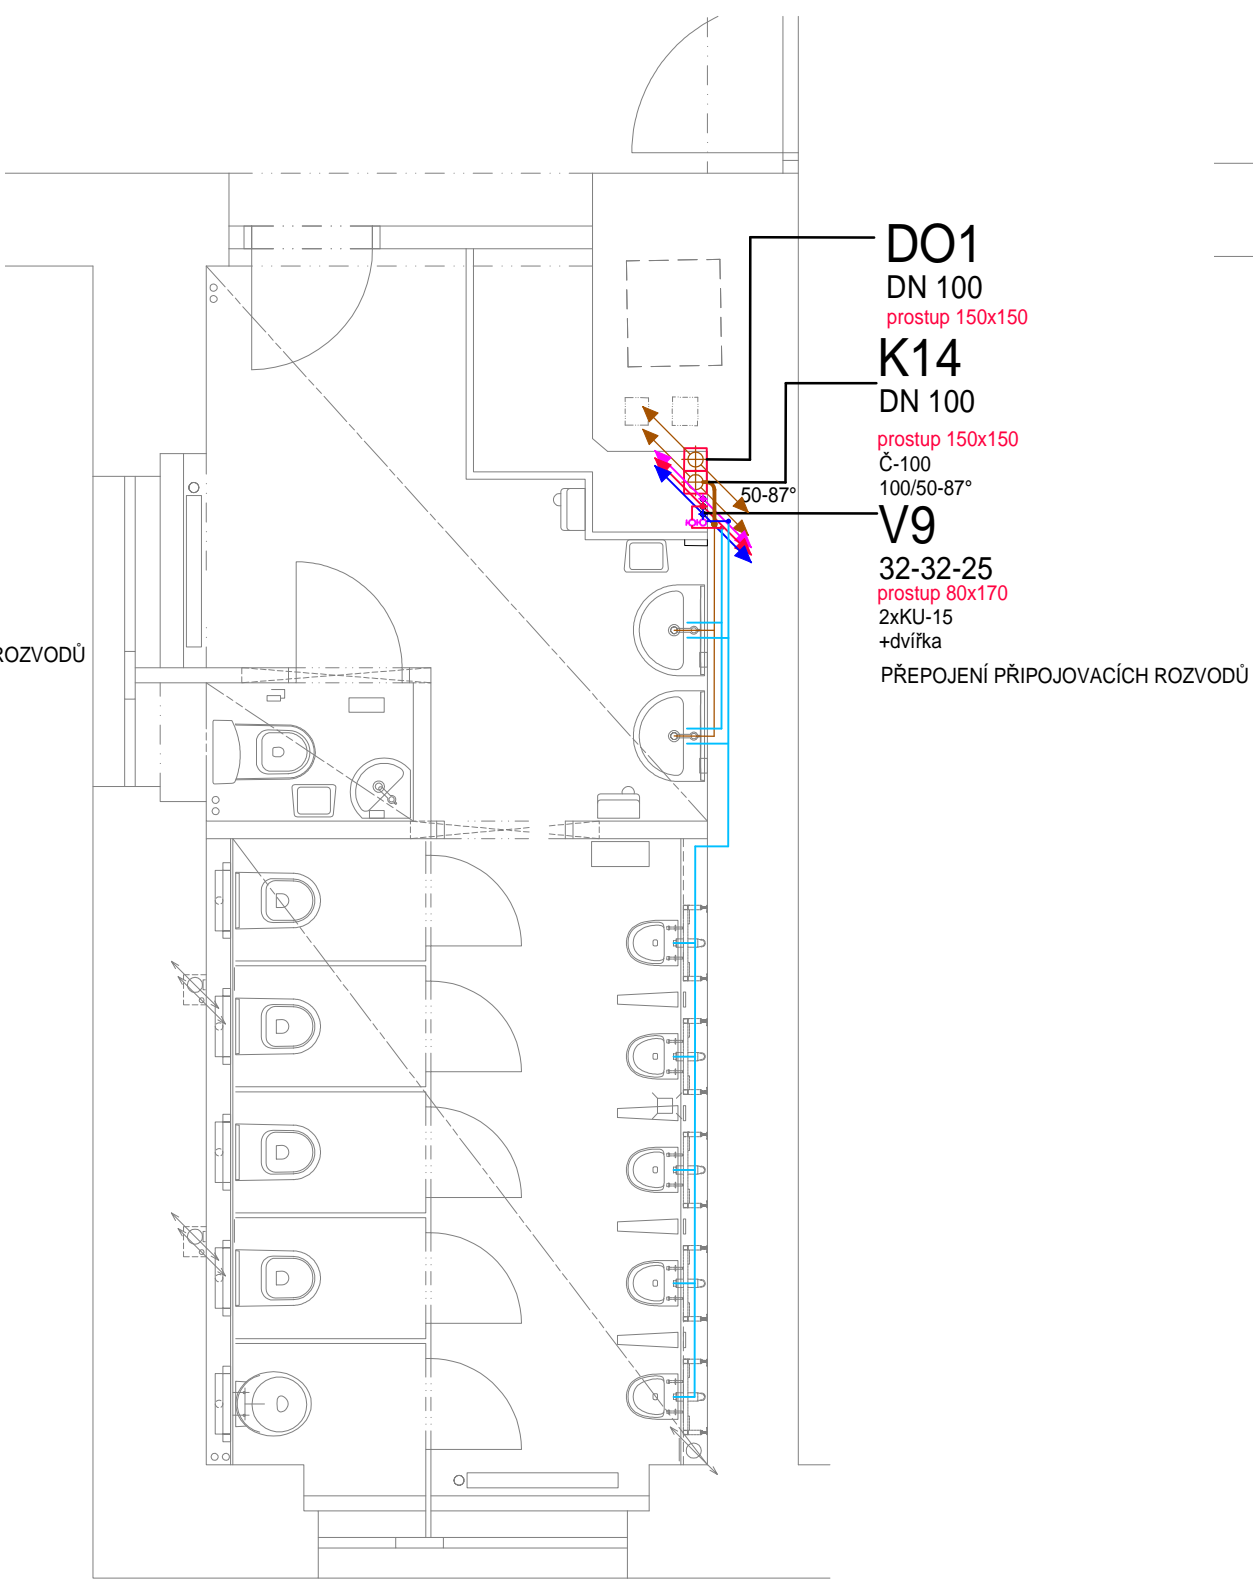 DO1
DN 100
prostup 150x150
K14
DN 100
prostup 150x150
Č-100
100/50-87°
50-87°
V9
32-32-25
prostup 80x170
2xKU-15
+dvířka
PŘEPOJENÍ PŘIPOJOVACÍCH ROZVODŮ
ROZVODŮ